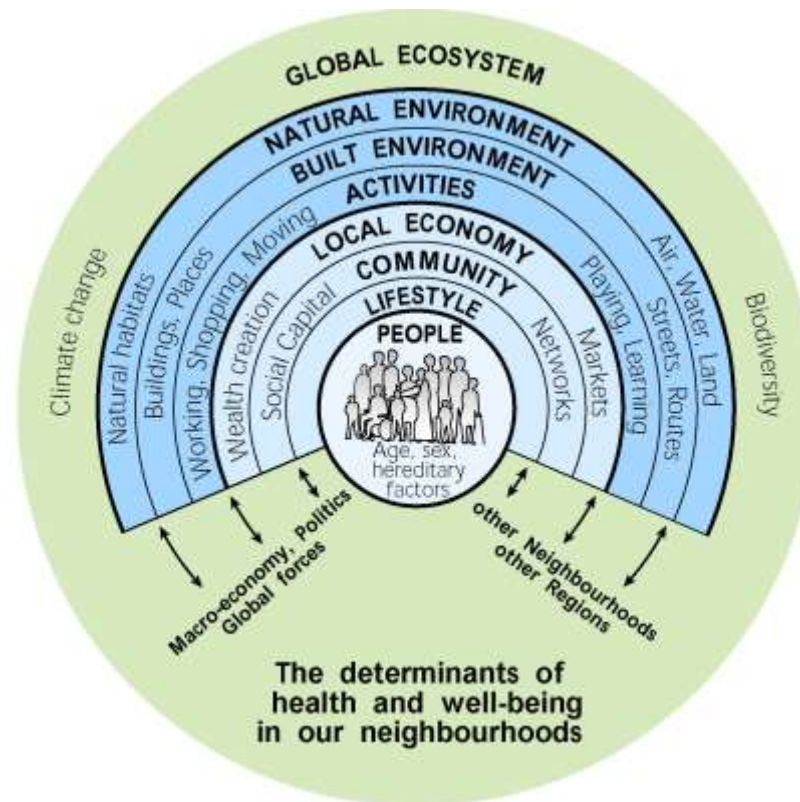 GLOBAL ECOSYSTEM
NATURAL ENVIRONMENT
BUILT ENVIRONMENT
ACTIVITIES
LOCAL ECONOMY
COMMUNITY
LIFESTYLE
PEOPLE
Age, sex,
hereditary
factors
Climate change
Natural habitats
Buildings, Places
Working, Shopping, Moving
Wealth creation
Social Capital
Networks
Markets
Playing, Learning
Streets, Routes
Air, Water, Land
Biodiversity
Macro-economy, Politics
Global forces
other Neighbourhoods
other Regions
The determinants of
health and well-being
in our neighbourhoods